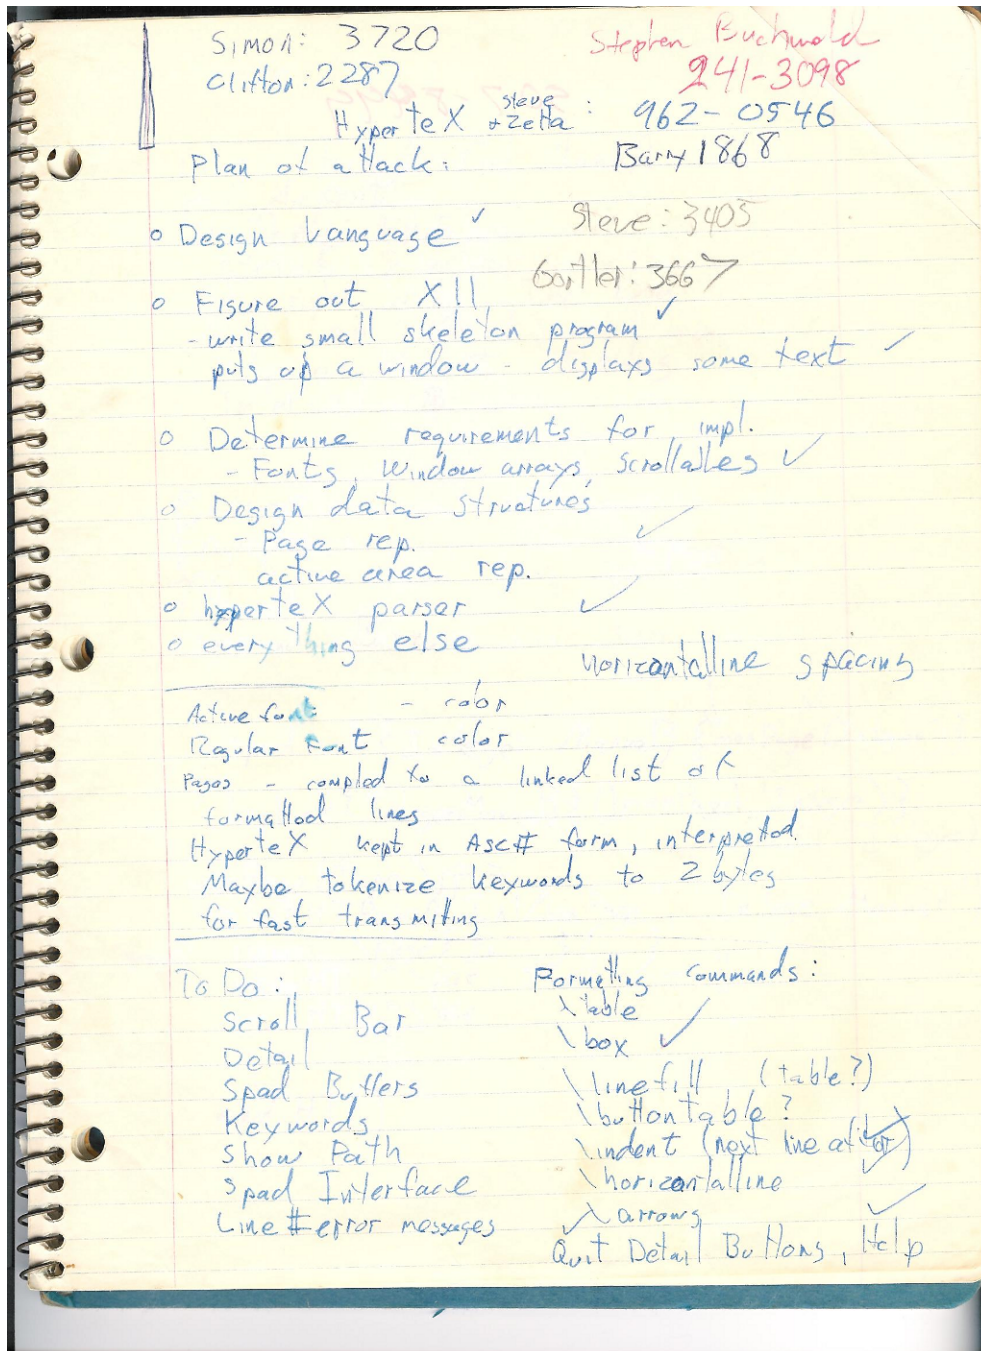 Simon: 3720
Stephen Buchwald
241-3098
Clifton: 2287
HyperteX steve + Zella : 962-0546
Plan of attack:
Barry 1868
o Design Language ✓
Steve: 3405
Gortler: 3667
o Figure out X11
- write small skeleton program ✓
puts up a window - displays some text ✓
o Determine requirements for impl.
- Fonts, window arrays, scrollables ✓
o Design data structures
- Page rep. ✓
active area rep.
o hyperteX parser ✓
o everything else
horizontalline spacing
Active font - color
Regular Font color
Pages - compiled to a linked list of
formatted lines
HyperteX kept in ASCII form, interpreted.
Maybe tokenize keywords to 2 bytes
for fast transmitting
To Do:
Scroll Bar
Detail
Spad Buffers
Keywords
Show Path
Spad Interface
Line # error messages
Formatting commands:
\table
\box ✓
\linefill (table?)
\buttontable?
\indent (next line after) ✓
\horizontalline
✓ \arrows ✓
Quit Detail Buttons, Help